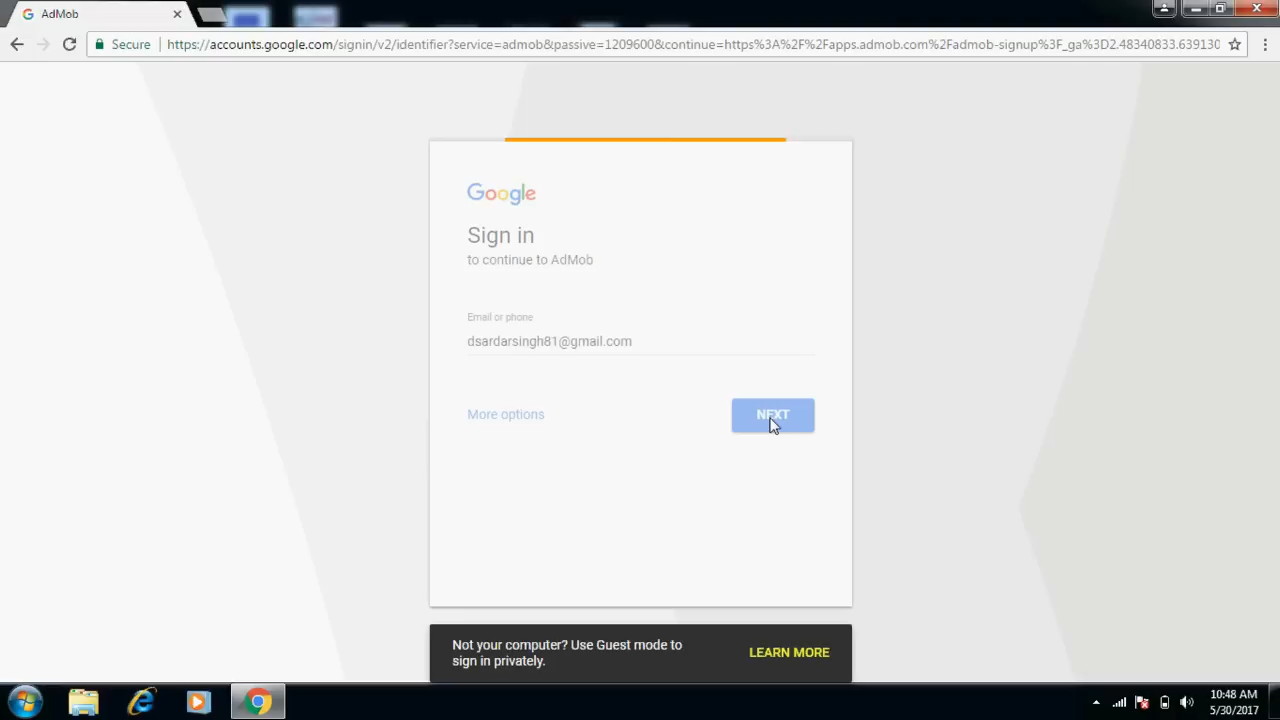 AdMob
Secure
https://accounts.google.com/signin/v2/identifier?service=admob&passive=1209600&continue=https%3A%2F%2Fapps.admob.com%2Fadmob-signup%3F_ga%3D2.48340833.639130
Google
Sign in
to continue to AdMob
Email or phone
dsardarsingh81@gmail.com
More options
NEXT
Not your computer? Use Guest mode to
sign in privately.
LEARN MORE
10:48 AM
5/30/2017